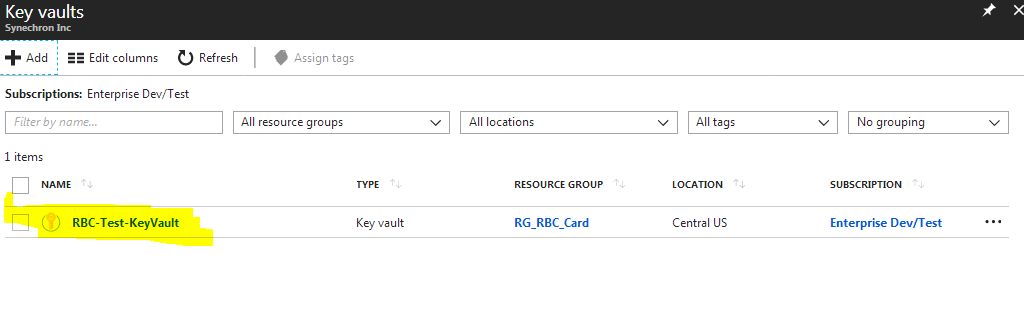 Key vaults
Synechron Inc
Add Edit columns Refresh Assign tags
Subscriptions: Enterprise Dev/Test
Filter by name... All resource groups All locations All tags No grouping
1 items
NAME TYPE RESOURCE GROUP LOCATION SUBSCRIPTION
RBC-Test-KeyVault Key vault RG_RBC_Card Central US Enterprise Dev/Test